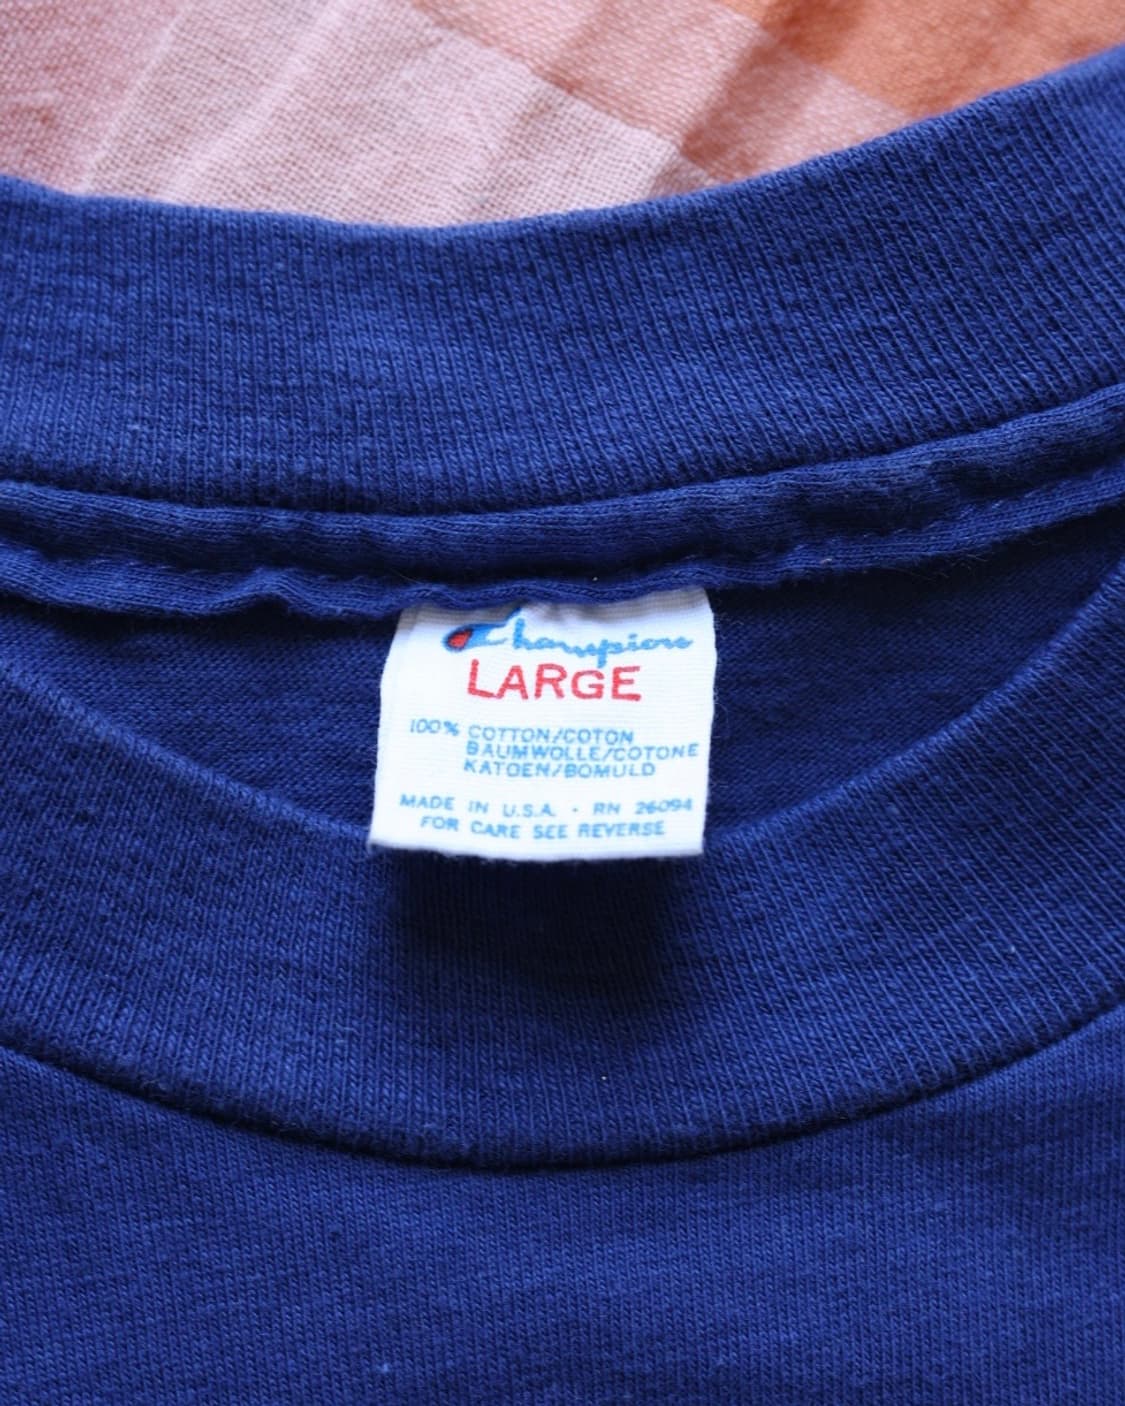 Champion
LARGE
100% COTTON/COTON
BAUMWOLLE/COTONE
KATOEN/BOMULD
MADE IN U.S.A. · RN 26094
FOR CARE SEE REVERSE